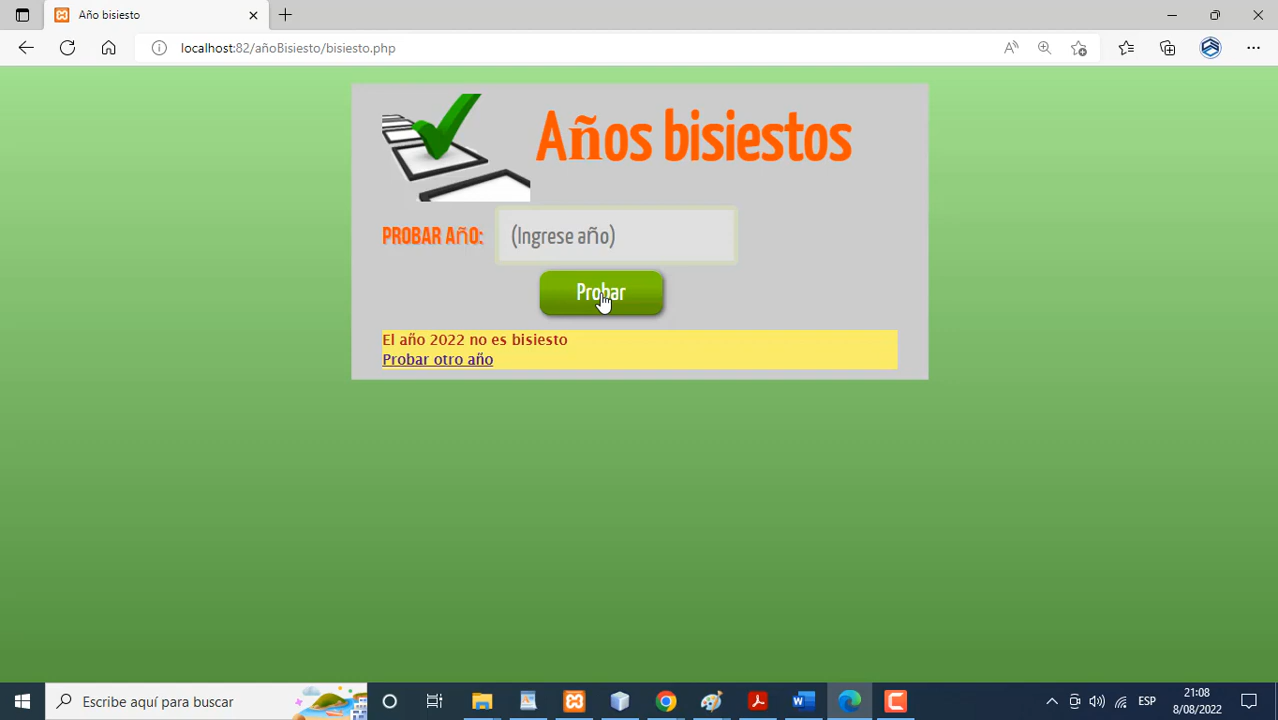 Año bisiesto
localhost:82/añoBisiesto/bisiesto.php
Años bisiestos
PROBAR AÑO:
(Ingrese año)
Probar
El año 2022 no es bisiesto
Probar otro año
Escribe aquí para buscar
ESP
21:08
8/08/2022